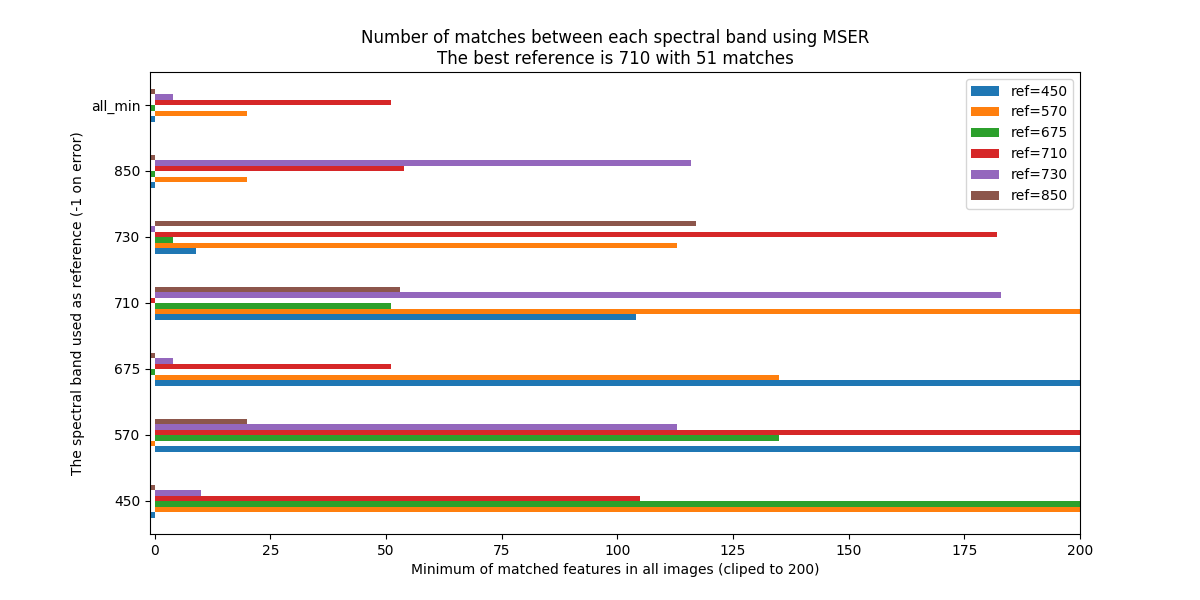 Number of matches between each spectral band using MSER
The best reference is 710 with 51 matches
The spectral band used as reference (-1 on error)
all_min
850
730
710
675
570
450
ref=450
ref=570
ref=675
ref=710
ref=730
ref=850
0 25 50 75 100 125 150 175 200
Minimum of matched features in all images (cliped to 200)